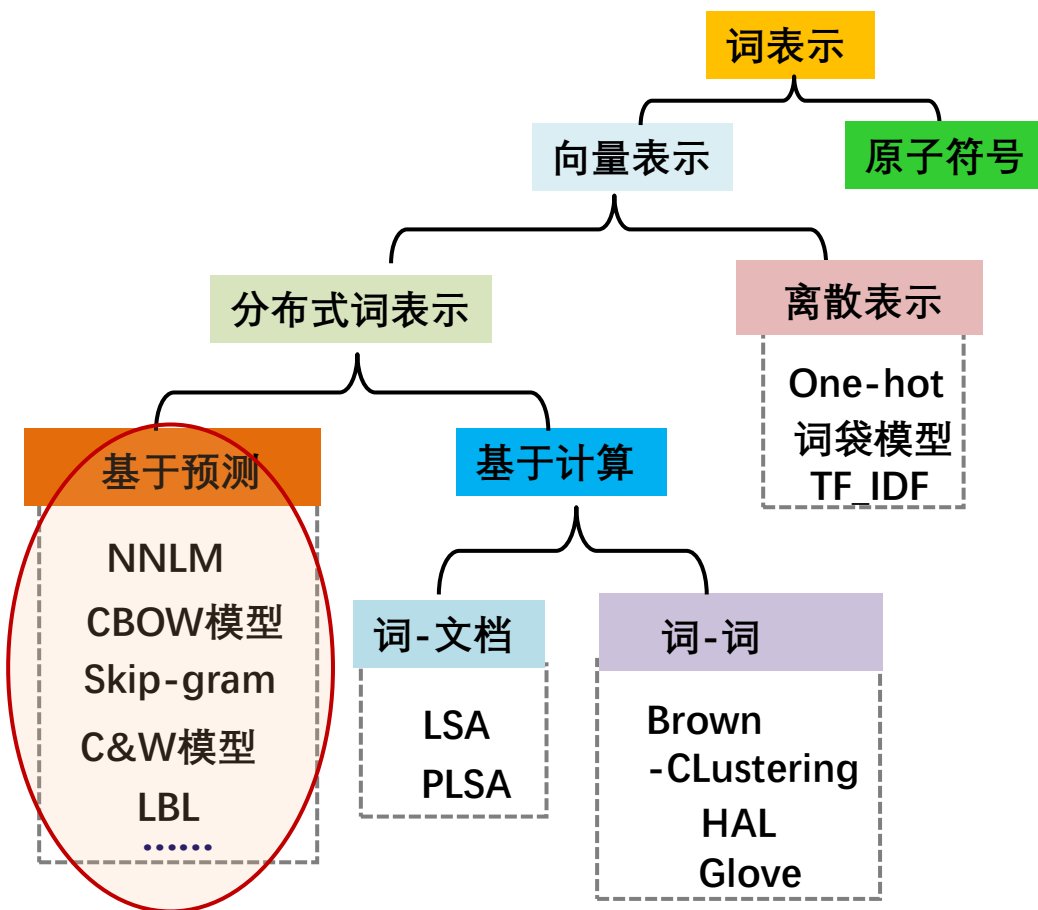 词表示
向量表示
原子符号
分布式词表示
离散表示
One-hot
词袋模型
TF_IDF
基于预测
NNLM
CBOW模型
Skip-gram
C&W模型
LBL
······
基于计算
词-文档
LSA
PLSA
词-词
Brown
-CLustering
HAL
Glove